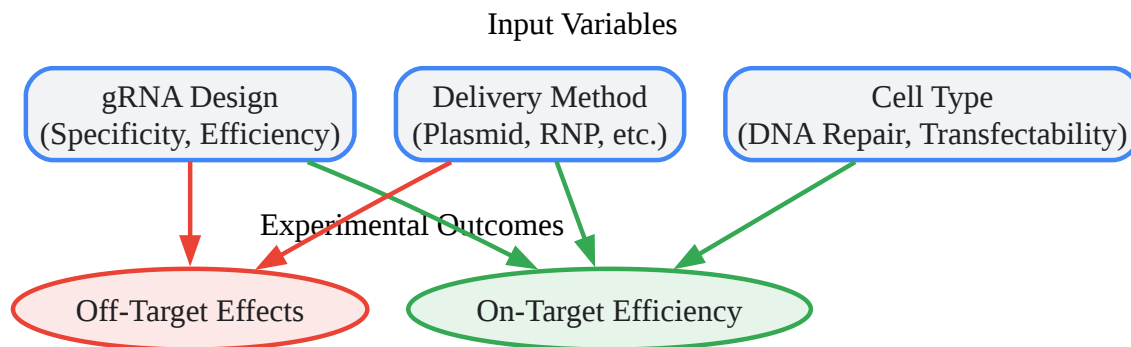 Input Variables
gRNA Design
(Specificity, Efficiency)
Delivery Method
(Plasmid, RNP, etc.)
Cell Type
(DNA Repair, Transfectability)
Experimental Outcomes
Off-Target Effects
On-Target Efficiency